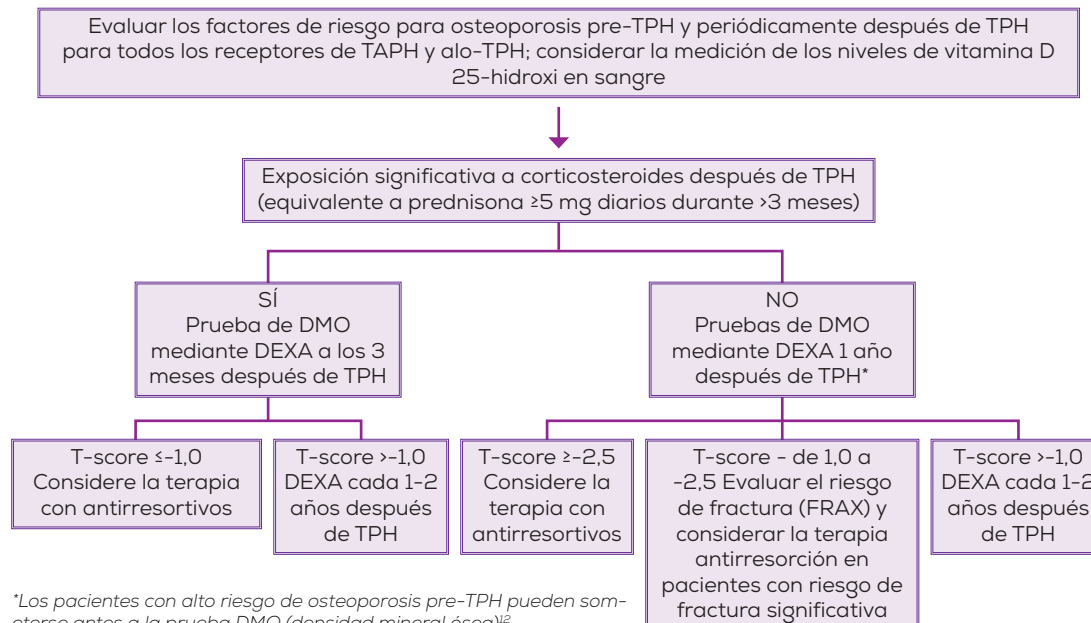 Evaluar los factores de riesgo para osteoporosis pre-TPH y periódicamente después de TPH
para todos los receptores de TAPH y alo-TPH; considerar la medición de los niveles de vitamina D
25-hidroxi en sangre
Exposición significativa a corticosteroides después de TPH
(equivalente a prednisona ≥5 mg diarios durante >3 meses)
SÍ
Prueba de DMO
mediante DEXA a los 3
meses después de TPH
NO
Pruebas de DMO
mediante DEXA 1 año
después de TPH*
T-score ≤-1,0
Considere la terapia
con antirresortivos
T-score >-1,0
DEXA cada 1-2
años después
de TPH
T-score ≥-2,5
Considere la
terapia con
antirresortivos
T-score - de 1,0 a
-2,5 Evaluar el riesgo
de fractura (FRAX) y
considerar la terapia
antirresorción en
pacientes con riesgo de
fractura significativa
T-score >-1,0
DEXA cada 1-2
años después
de TPH
*Los pacientes con alto riesgo de osteoporosis pre-TPH pueden som-
eterse antes a la prueba DMO (densidad mineral ósea)¹²